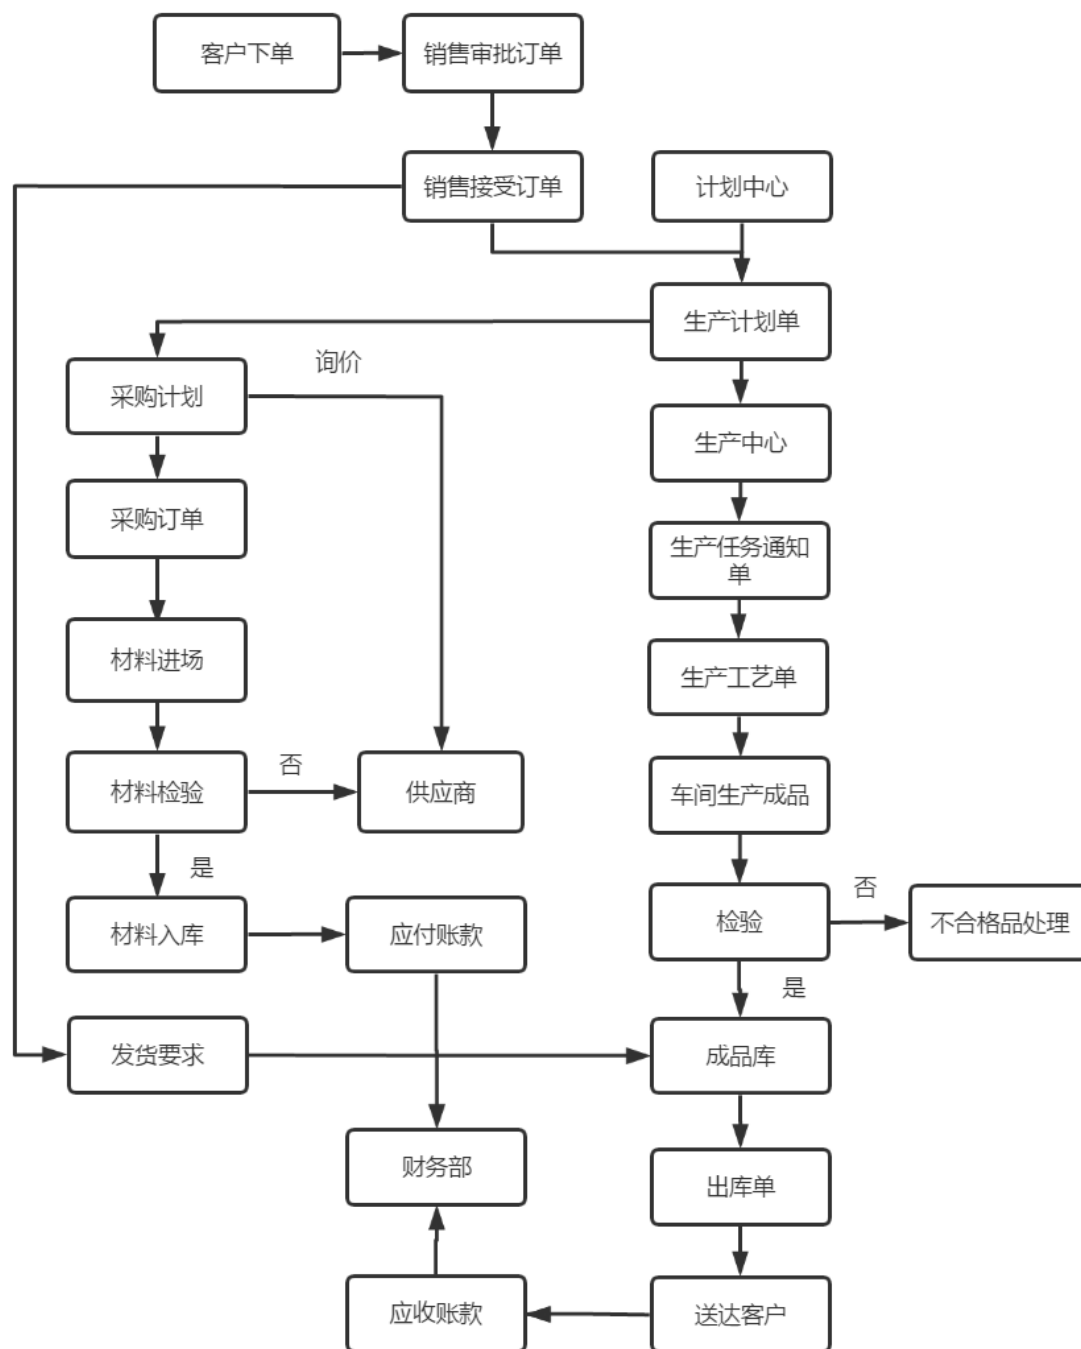 客户下单
销售审批订单
销售接受订单
计划中心
生产计划单
询价
采购计划
生产中心
采购订单
生产任务通知
单
材料进场
生产工艺单
否
材料检验
供应商
车间生产成品
是
否
材料入库
应付账款
检验
不合格品处理
是
发货要求
成品库
财务部
出库单
应收账款
送达客户